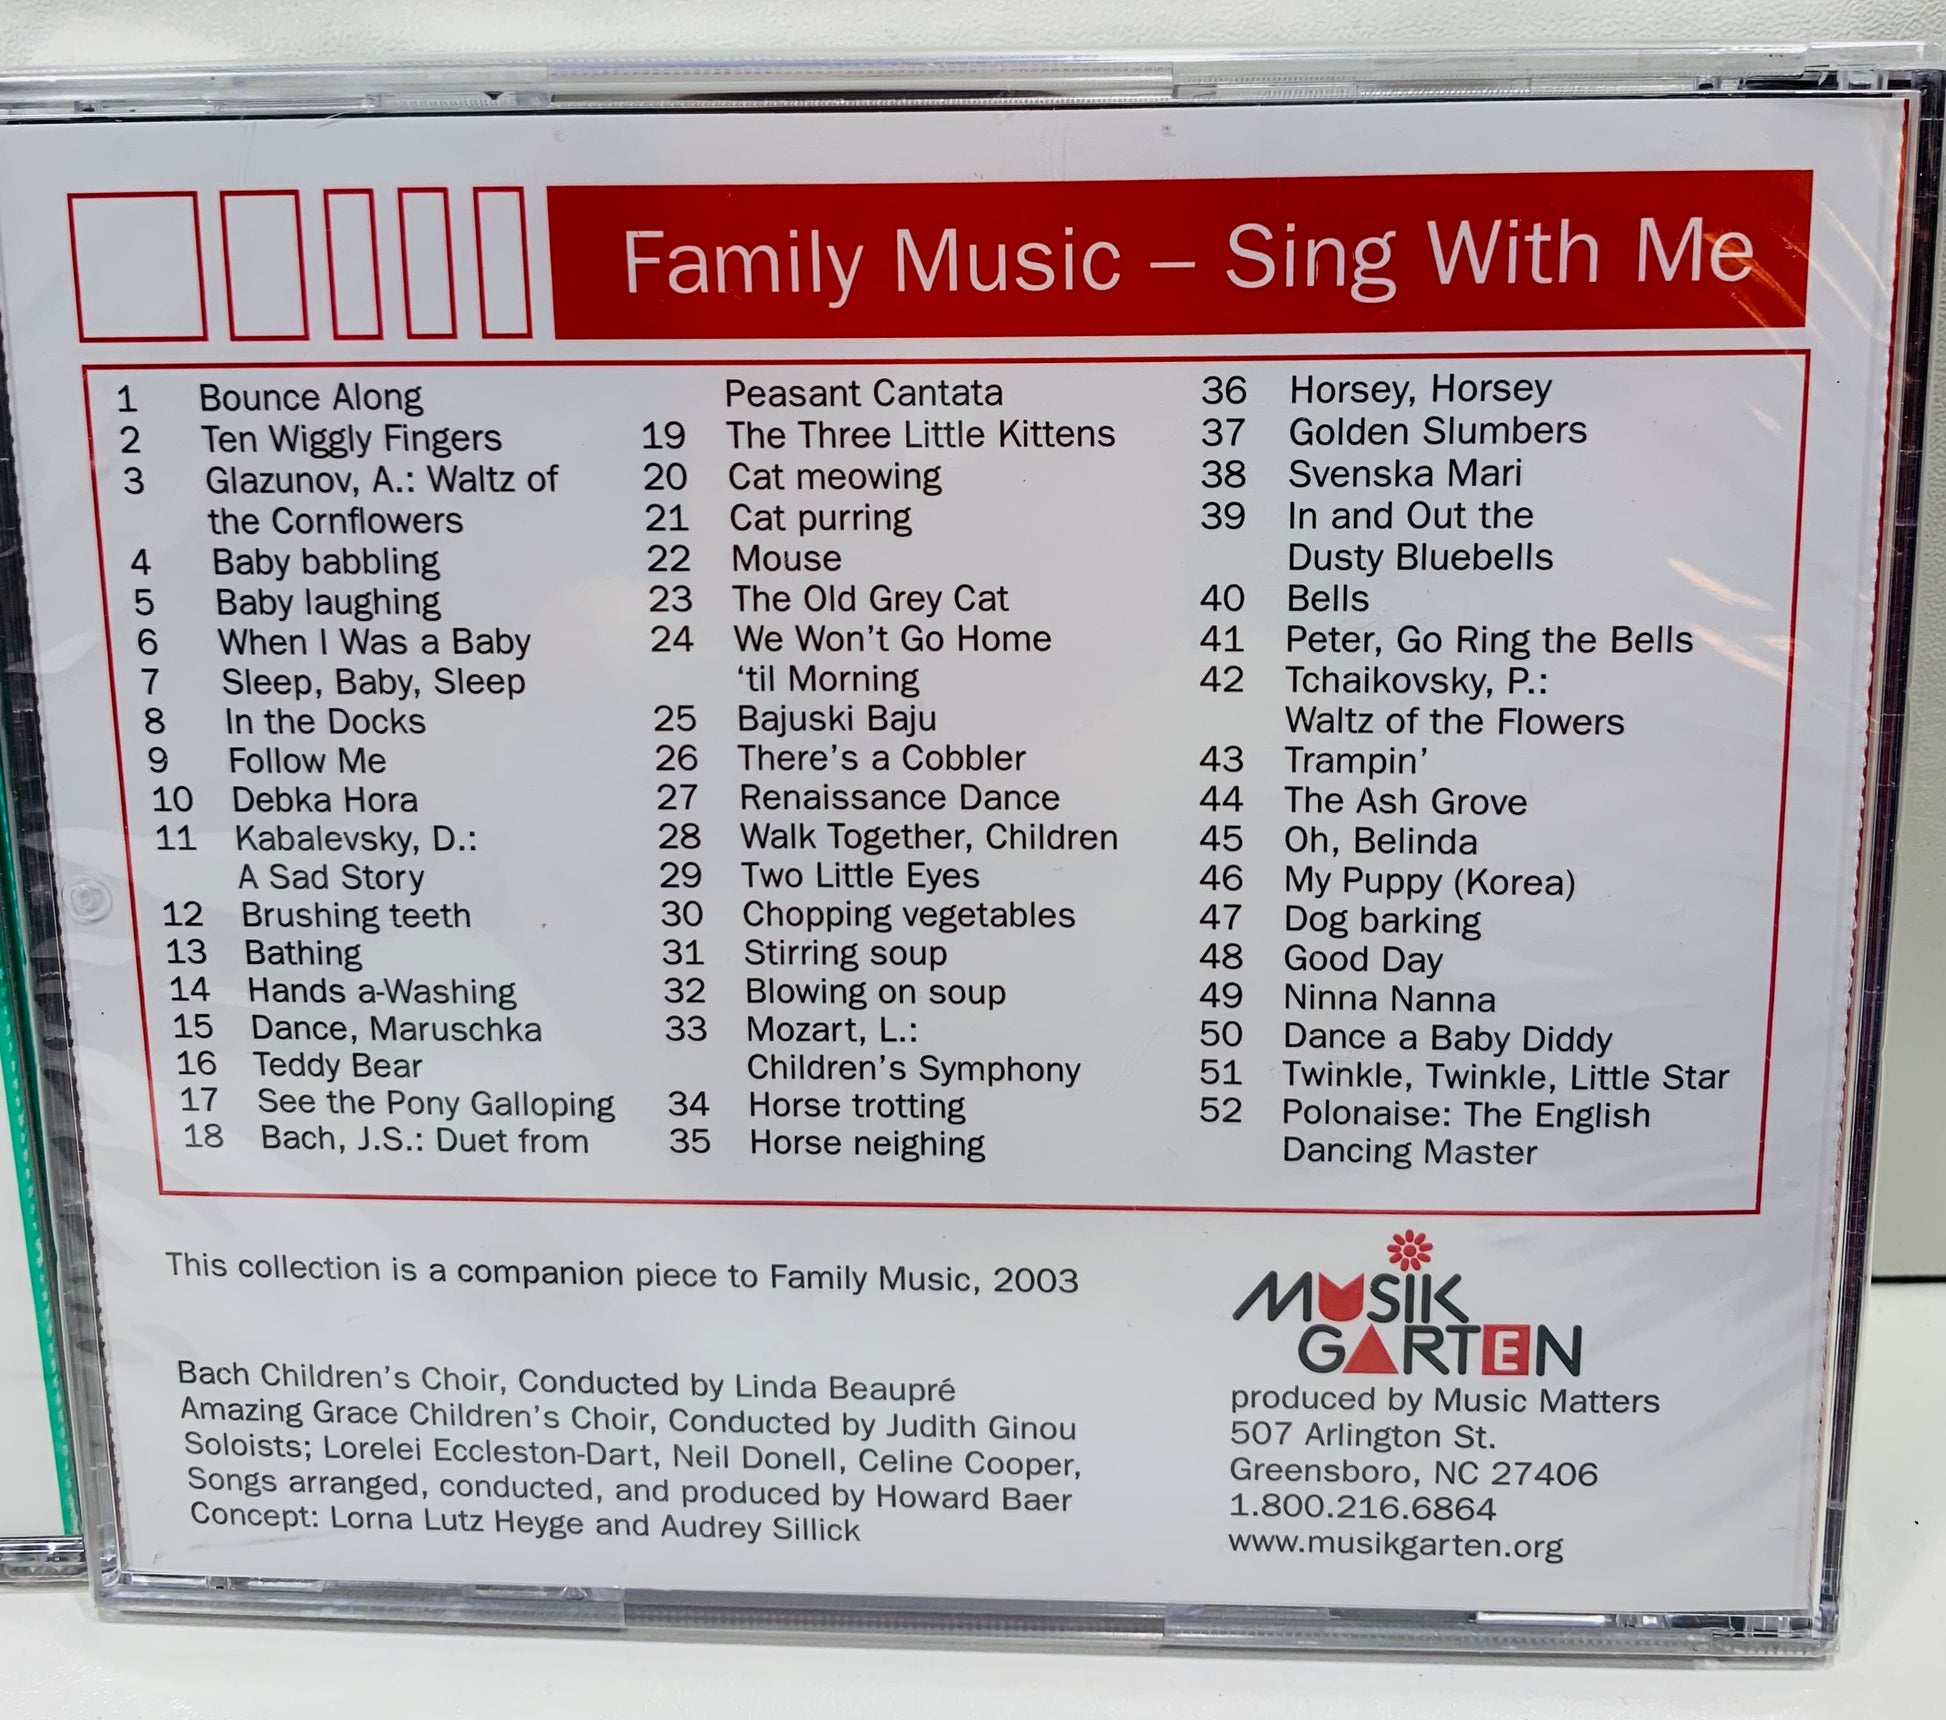 Family Music – Sing With Me
1 Bounce Along
2 Ten Wiggly Fingers
3 Glazunov, A.: Waltz of
the Cornflowers
4 Baby babbling
5 Baby laughing
6 When I Was a Baby
7 Sleep, Baby, Sleep
8 In the Docks
9 Follow Me
10 Debka Hora
11 Kabalevsky, D.:
A Sad Story
12 Brushing teeth
13 Bathing
14 Hands a-Washing
15 Dance, Maruschka
16 Teddy Bear
17 See the Pony Galloping
18 Bach, J.S.: Duet from
Peasant Cantata
19 The Three Little Kittens
20 Cat meowing
21 Cat purring
22 Mouse
23 The Old Grey Cat
24 We Won't Go Home
'til Morning
25 Bajuski Baju
26 There's a Cobbler
27 Renaissance Dance
28 Walk Together, Children
29 Two Little Eyes
30 Chopping vegetables
31 Stirring soup
32 Blowing on soup
33 Mozart, L.:
Children's Symphony
34 Horse trotting
35 Horse neighing
36 Horsey, Horsey
37 Golden Slumbers
38 Svenska Mari
39 In and Out the
Dusty Bluebells
40 Bells
41 Peter, Go Ring the Bells
42 Tchaikovsky, P.:
Waltz of the Flowers
43 Trampin'
44 The Ash Grove
45 Oh, Belinda
46 My Puppy (Korea)
47 Dog barking
48 Good Day
49 Ninna Nanna
50 Dance a Baby Diddy
51 Twinkle, Twinkle, Little Star
52 Polonaise: The English
Dancing Master
This collection is a companion piece to Family Music, 2003
Bach Children's Choir, Conducted by Linda Beaupré
Amazing Grace Children's Choir, Conducted by Judith Ginou
Soloists; Lorelei Eccleston-Dart, Neil Donell, Celine Cooper,
Songs arranged, conducted, and produced by Howard Baer
Concept: Lorna Lutz Heyge and Audrey Sillick
MUSIK
GARTEN
produced by Music Matters
507 Arlington St.
Greensboro, NC 27406
1.800.216.6864
www.musikgarten.org